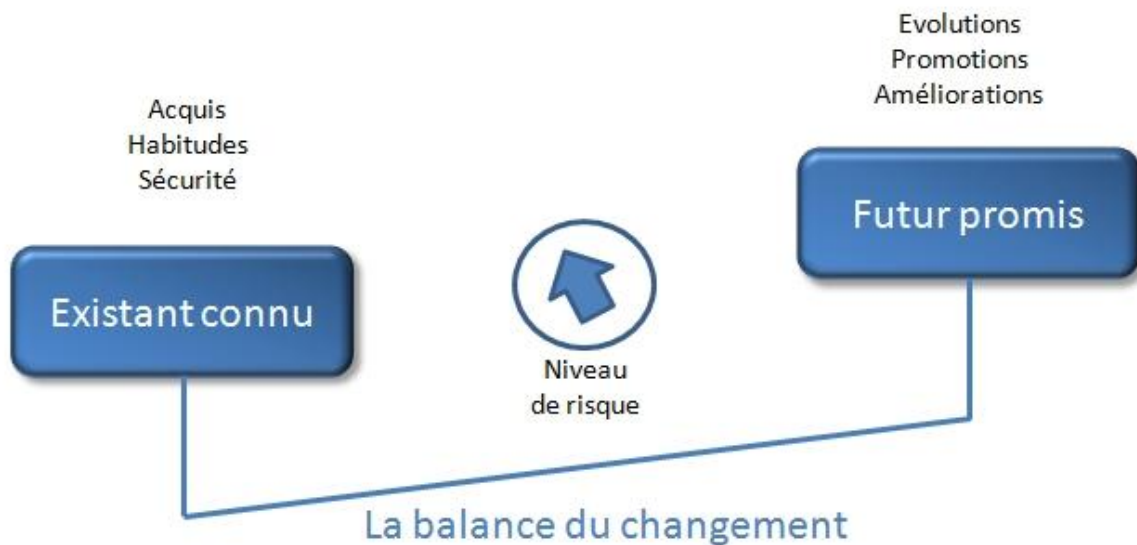 Evolutions
Promotions
Améliorations
Acquis
Habitudes
Sécurité
Futur promis
Existant connu
Niveau
de risque
La balance du changement